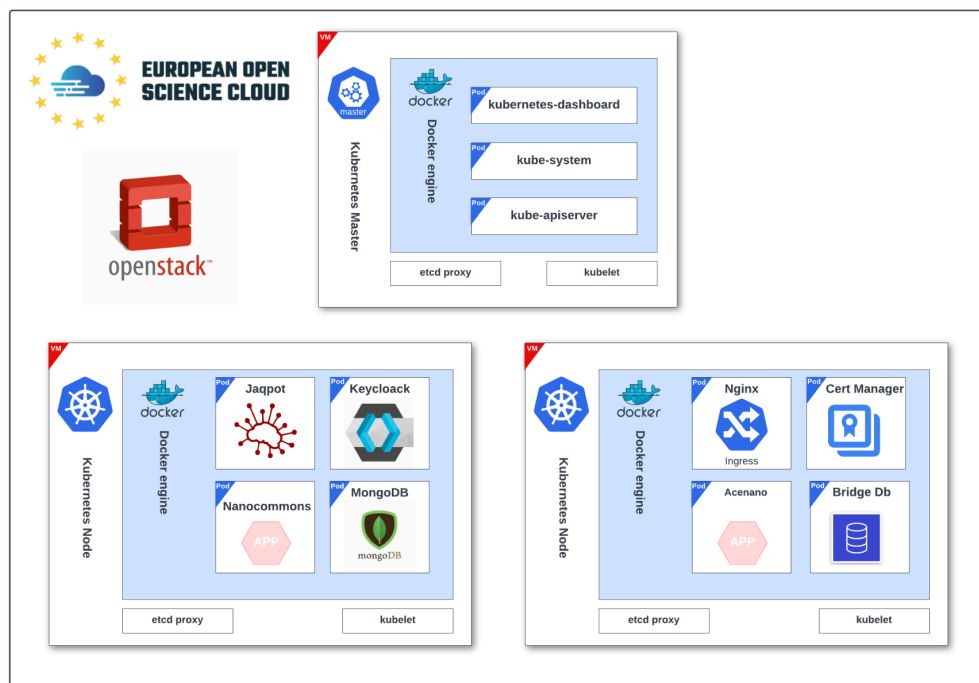 EUROPEAN OPEN
SCIENCE CLOUD
openstack™
VM
master
Kubernetes Master
docker
Docker engine
Pod
kubernetes-dashboard
Pod
kube-system
Pod
kube-apiserver
etcd proxy
kubelet
VM
Kubernetes Node
docker
Docker engine
Pod
Jaqpot
Pod
Keycloack
Pod
Nanocommons
APP
Pod
MongoDB
mongoDB
etcd proxy
kubelet
VM
Kubernetes Node
docker
Docker engine
Pod
Nginx
Ingress
Pod
Cert Manager
Pod
Acenano
APP
Pod
Bridge Db
etcd proxy
kubelet